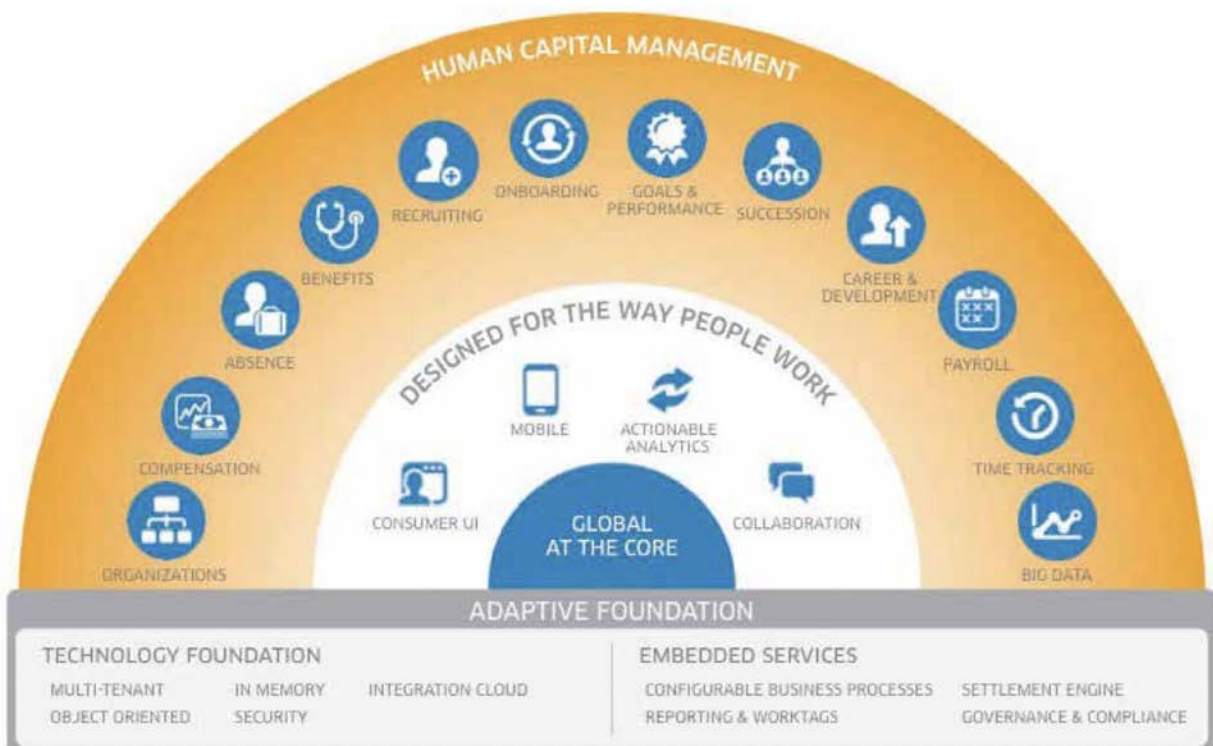 HUMAN CAPITAL MANAGEMENT
ORGANIZATIONS
COMPENSATION
ABSENCE
BENEFITS
RECRUITING
ONBOARDING
GOALS &
PERFORMANCE
SUCCESSION
CAREER &
DEVELOPMENT
PAYROLL
TIME TRACKING
BIG DATA
DESIGNED FOR THE WAY PEOPLE WORK
CONSUMER UI
MOBILE
ACTIONABLE
ANALYTICS
COLLABORATION
GLOBAL
AT THE CORE
ADAPTIVE FOUNDATION
TECHNOLOGY FOUNDATION
MULTI-TENANT IN MEMORY INTEGRATION CLOUD
OBJECT ORIENTED SECURITY
EMBEDDED SERVICES
CONFIGURABLE BUSINESS PROCESSES SETTLEMENT ENGINE
REPORTING & WORKTAGS GOVERNANCE & COMPLIANCE